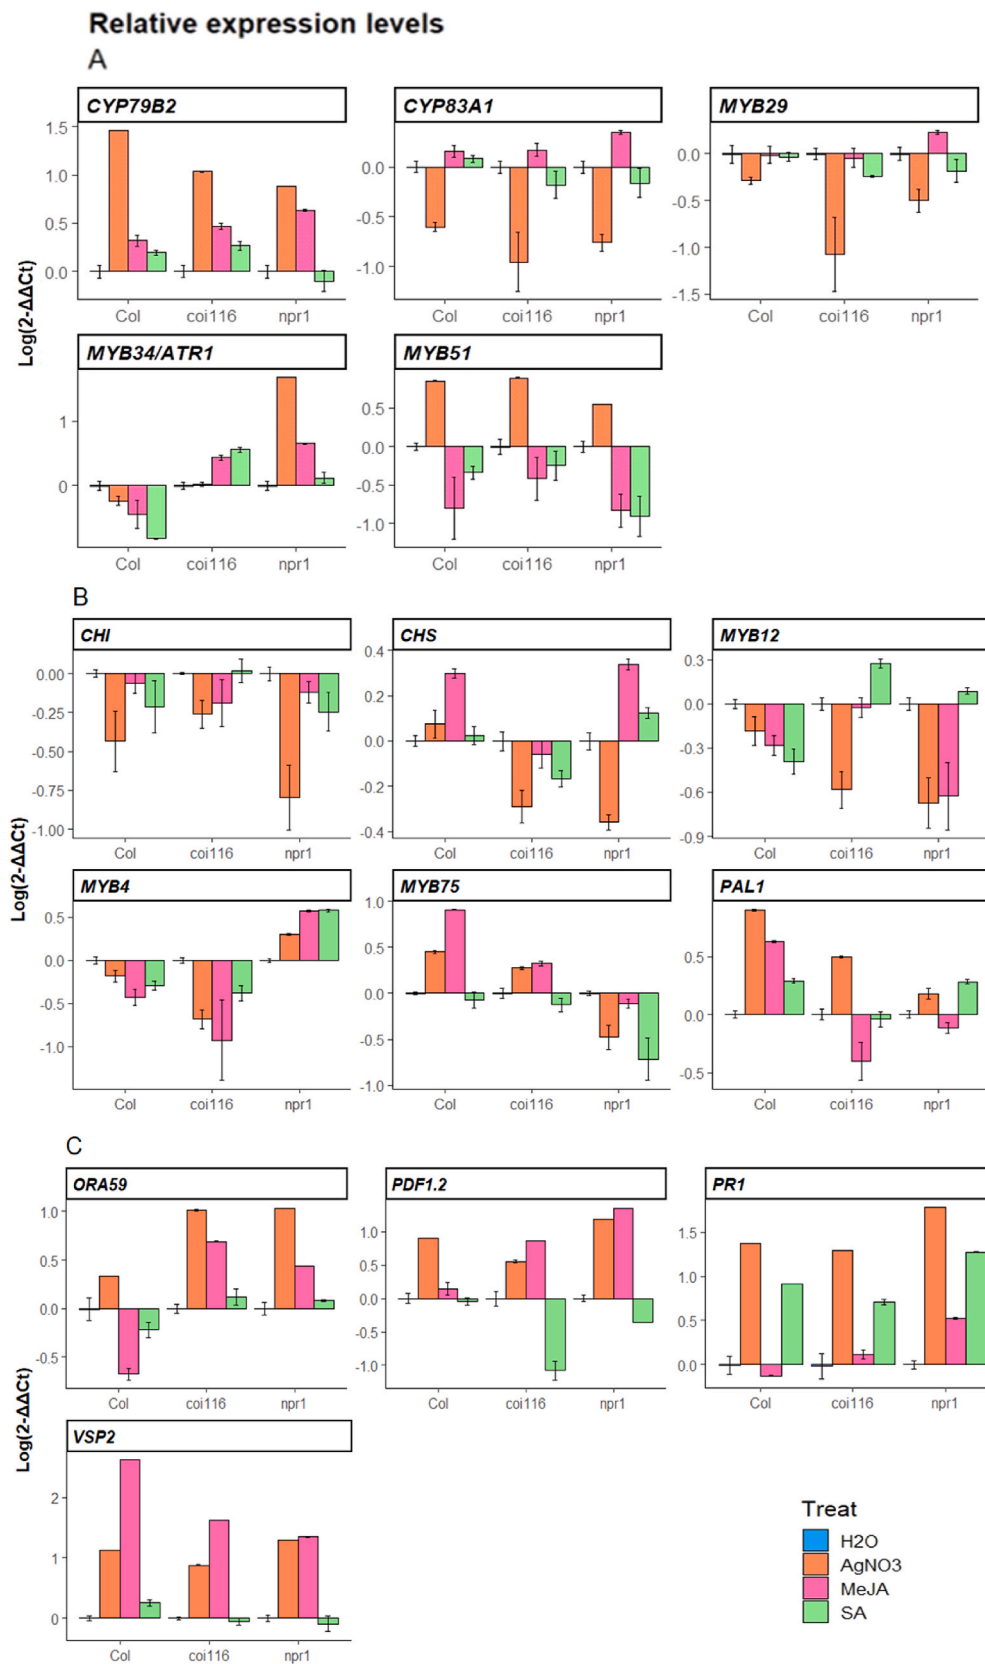 Relative expression levels
A
CYP79B2
CYP83A1
MYB29
1.5
1.0
0.5
0.0
0.0
-0.5
-1.0
0.0
-0.5
-1.0
-1.5
Col coi116 npr1
Col coi116 npr1
Col coi116 npr1
Log(2-ΔΔCt)
MYB34/ATR1
MYB51
1
0
0.5
0.0
-0.5
-1.0
Col coi116 npr1
Col coi116 npr1
B
CHI
CHS
MYB12
0.00
-0.25
-0.50
-0.75
-1.00
0.4
0.2
0.0
-0.2
-0.4
0.3
0.0
-0.3
-0.6
-0.9
Col coi116 npr1
Col coi116 npr1
Col coi116 npr1
Log(2-ΔΔCt)
MYB4
MYB75
PAL1
0.5
0.0
-0.5
-1.0
1.0
0.5
0.0
-0.5
-1.0
0.5
0.0
-0.5
Col coi116 npr1
Col coi116 npr1
Col coi116 npr1
C
ORA59
PDF1.2
PR1
1.0
0.5
0.0
-0.5
1.0
0.5
0.0
-0.5
-1.0
1.5
1.0
0.5
0.0
Col coi116 npr1
Col coi116 npr1
Col coi116 npr1
Log(2-ΔΔCt)
VSP2
2
1
0
Col coi116 npr1
Treat
H2O
AgNO3
MeJA
SA